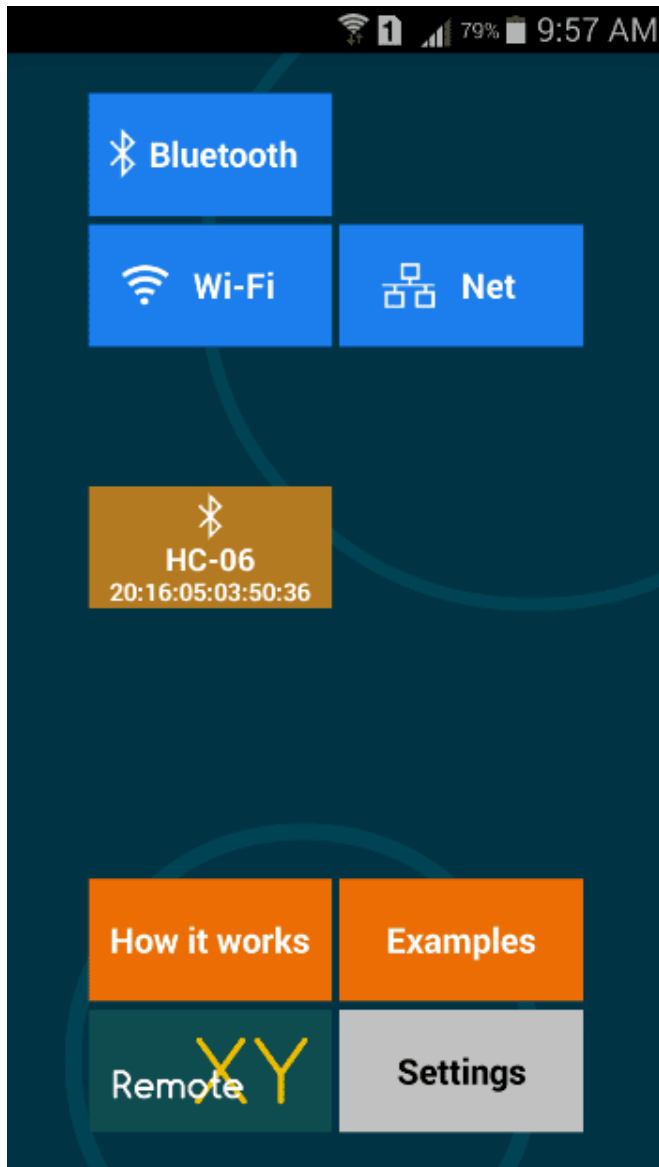 1 79% 9:57 AM
Bluetooth
Wi-Fi Net
HC-06
20:16:05:03:50:36
How it works Examples
RemoteXY Settings